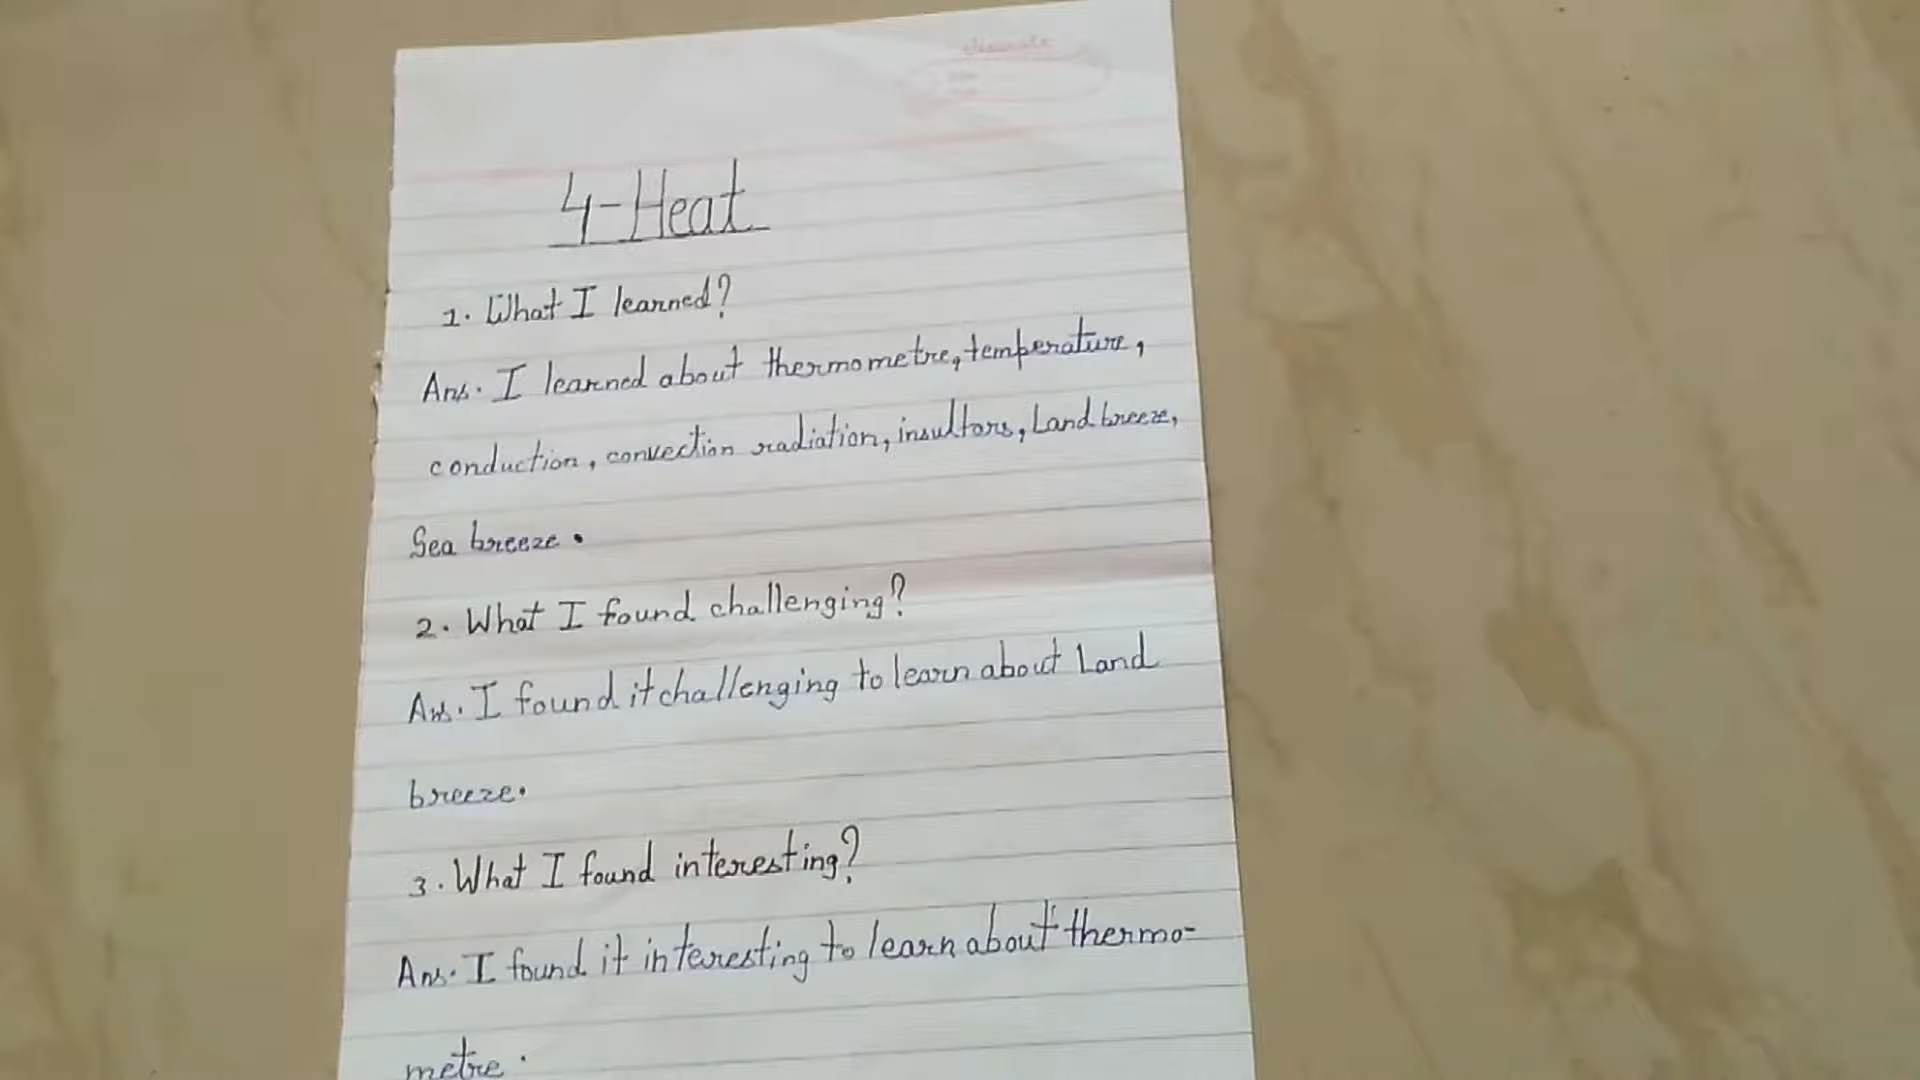 4-Heat
1. What I learned?
Ans. I learned about thermometre, temperature,
conduction, convection radiation, insultors, Land breeze,
Sea breeze.
2. What I found challenging?
Ans. I found it challenging to learn about Land
breeze.
3. What I found interesting?
Ans. I found it interesting to learn about thermo-
metre.